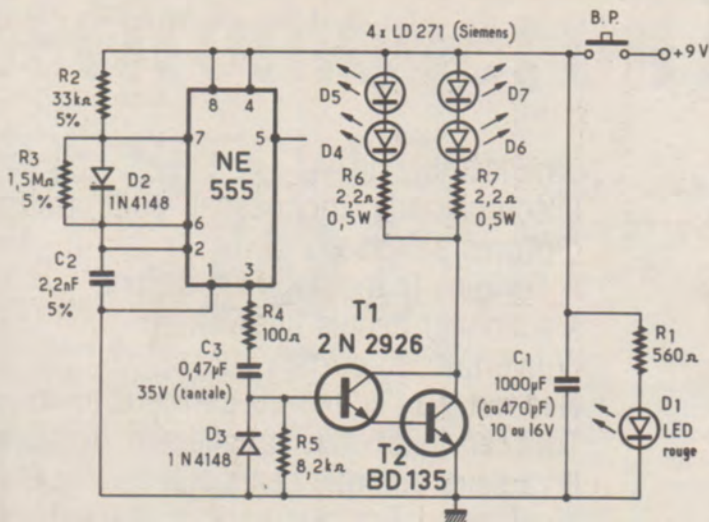 4 x LD 271 (Siemens)
B.P.
+9 V
R2
33kΩ
5%
8
4
D5
D7
7
5
R3
1,5MΩ
5%
D2
1N4148
NE
555
D4
D6
R6
2,2Ω
0,5W
R7
2,2Ω
0,5W
6
2
C2
2,2nF
5%
1
3
R4
100Ω
T1
2 N 2926
C3
0,47µF
35V (tantale)
C1
1000µF
(ou 470µF)
10 ou 16V
R1
560Ω
D1
LED
rouge
D3
1 N 4148
R5
8,2kΩ
T2
BD 135